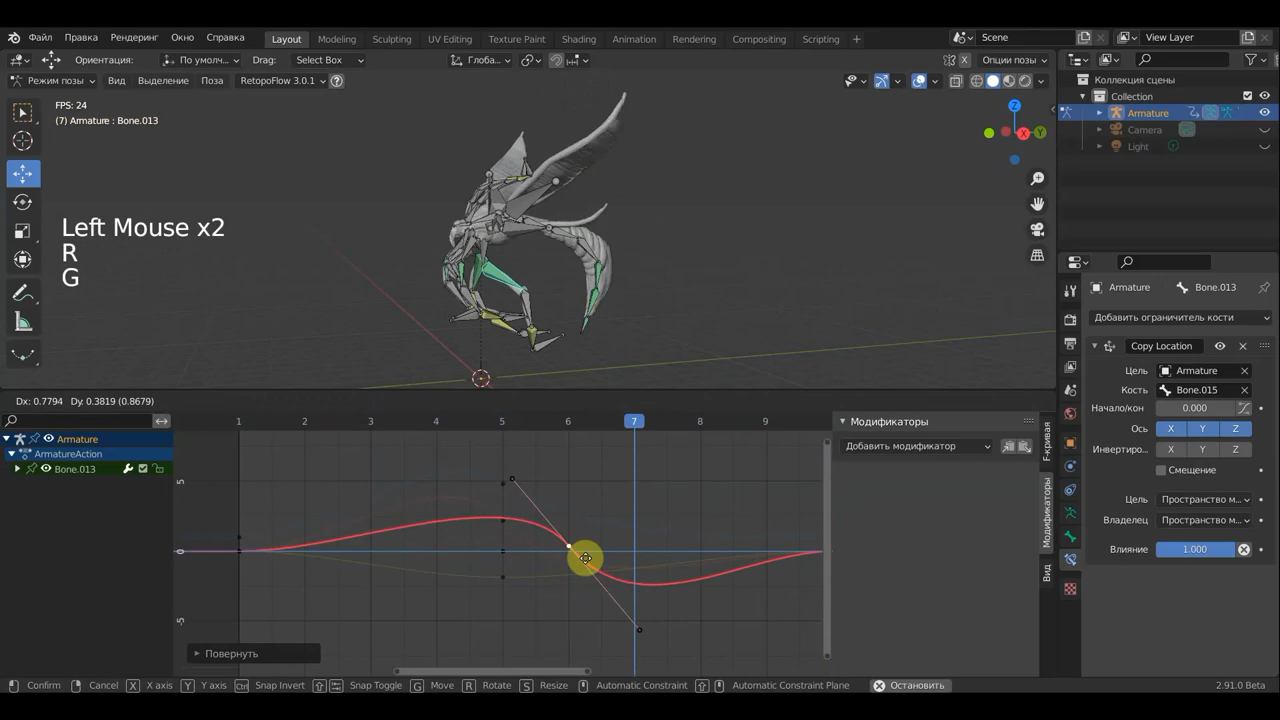 Файл Правка Рендеринг Окно Справка Layout Modeling Sculpting UV Editing Texture Paint Shading Animation Rendering Compositing Scripting + Scene View Layer
Ориентация: По умолч... Drag: Select Box Глоба... X Опции позы
Режим позы Вид Выделение Поза RetopoFlow 3.0.1 ?
Коллекция сцены
Collection
Armature
Camera
Light
FPS: 24
(7) Armature : Bone.013
Z
X
Y
Left Mouse x2
R
G
Armature Bone.013
Добавить ограничитель кости
Copy Location
Цель: Armature
Кость Bone.015
Начало/кон 0.000
Ось X Y Z
Инвертиро... X Y Z
Смещение
Цель: Пространство м...
Владелец Пространство м...
Влияние 1.000
Dx: 0.7794 Dy: 0.3819 (0.8679)
1 2 3 4 5 6 7 8 9
Armature
ArmatureAction
Bone.013
5
0
-5
Модификаторы
Добавить модификатор
F-кривая
Модификаторы
Вид
Повернуть
Confirm Cancel X X axis Y Y axis Ctrl Snap Invert Snap Toggle G Move R Rotate S Resize Automatic Constraint Automatic Constraint Plane Остановить 2.91.0 Beta